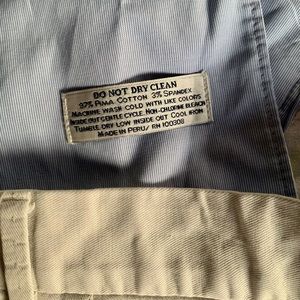 DO NOT DRY CLEAN
97% PIMA COTTON 3% SPANDEX
MACHINE WASH COLD WITH LIKE COLORS
INSIDE OUT GENTLE CYCLE. NON-CHLORINE BLEACH
TUMBLE DRY LOW INSIDE OUT COOL IRON
MADE IN PERU/ RN 100308